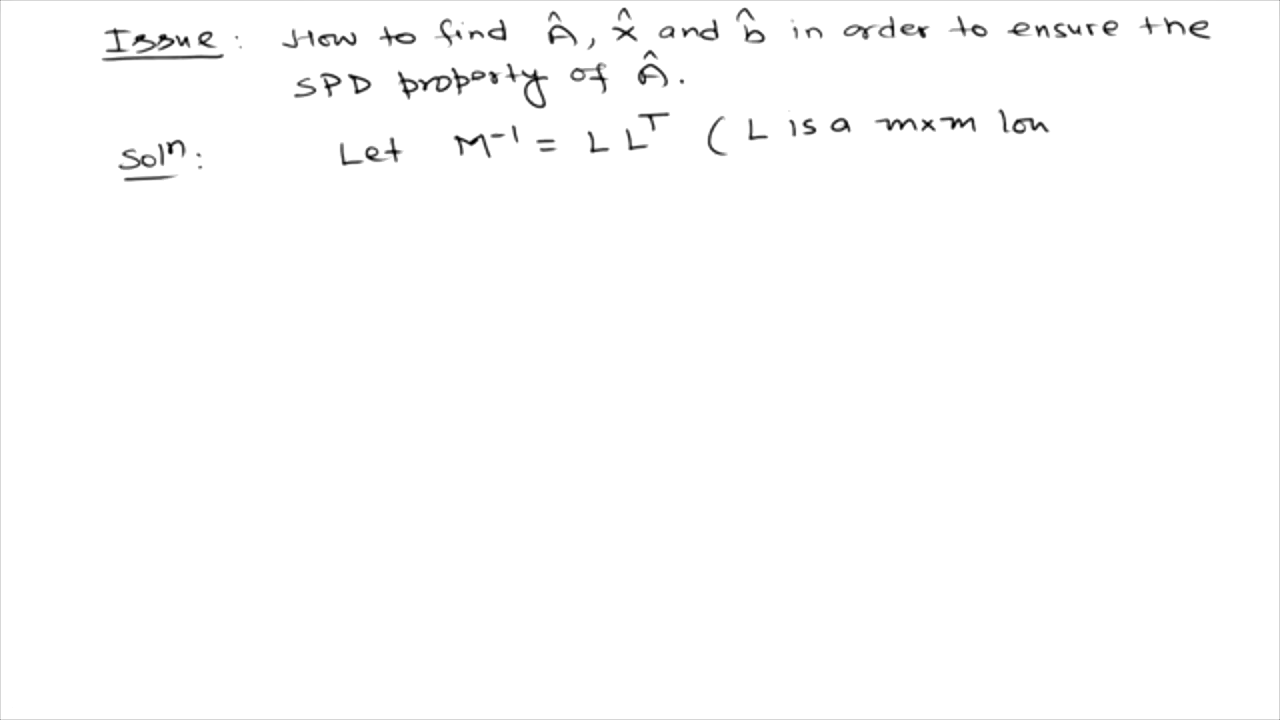 Issue: How to find Â, x̂ and b̂ in order to ensure the
SPD property of Â.
Solⁿ: Let M⁻¹ = L Lᵀ ( L is a m×m low